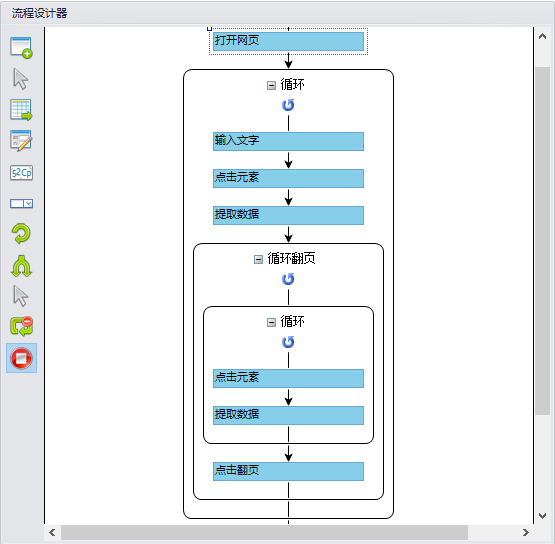 流程设计器
打开网页
循环
输入文字
点击元素
提取数据
循环翻页
循环
点击元素
提取数据
点击翻页